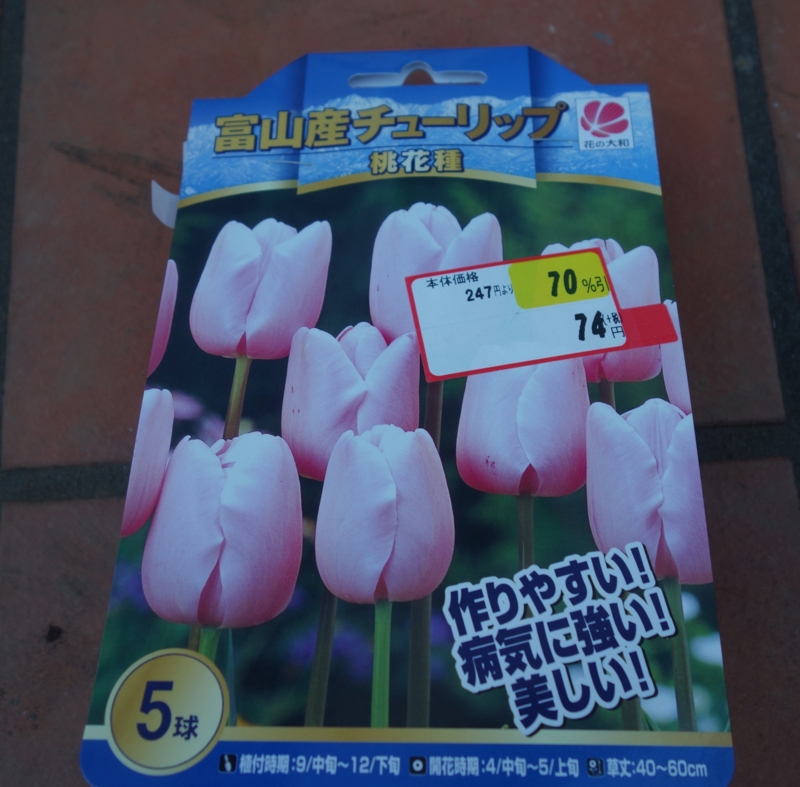 富山産チューリップ
桃花種
花の大和
本体価格
247円より
70%引
74+税円
作りやすい!
病気に強い!
美しい!
5球
植付時期:9/中旬〜12/下旬 開花時期:4/中旬〜5/上旬 草丈:40〜60cm